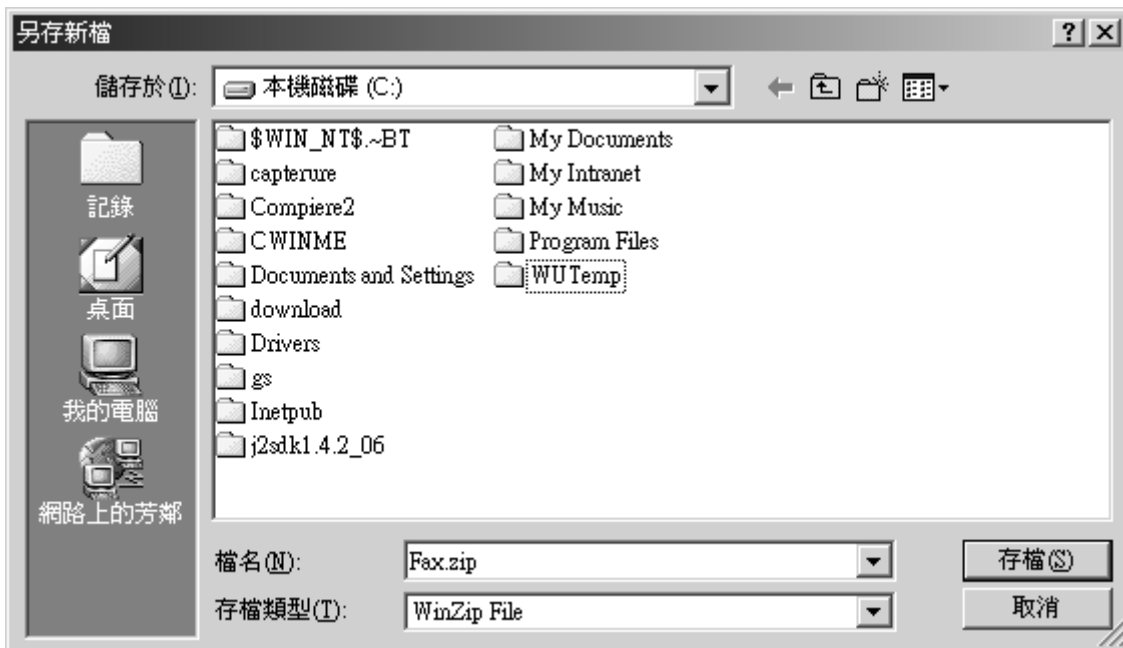 另存新檔
儲存於(I):
本機磁碟 (C:)
記錄
桌面
我的電腦
網路上的芳鄰
$WIN_NT$.~BT
capterure
Compiere2
CWINME
Documents and Settings
download
Drivers
gs
Inetpub
j2sdk1.4.2_06
My Documents
My Intranet
My Music
Program Files
WUTemp
檔名(N):
Fax.zip
存檔(S)
存檔類型(T):
WinZip File
取消